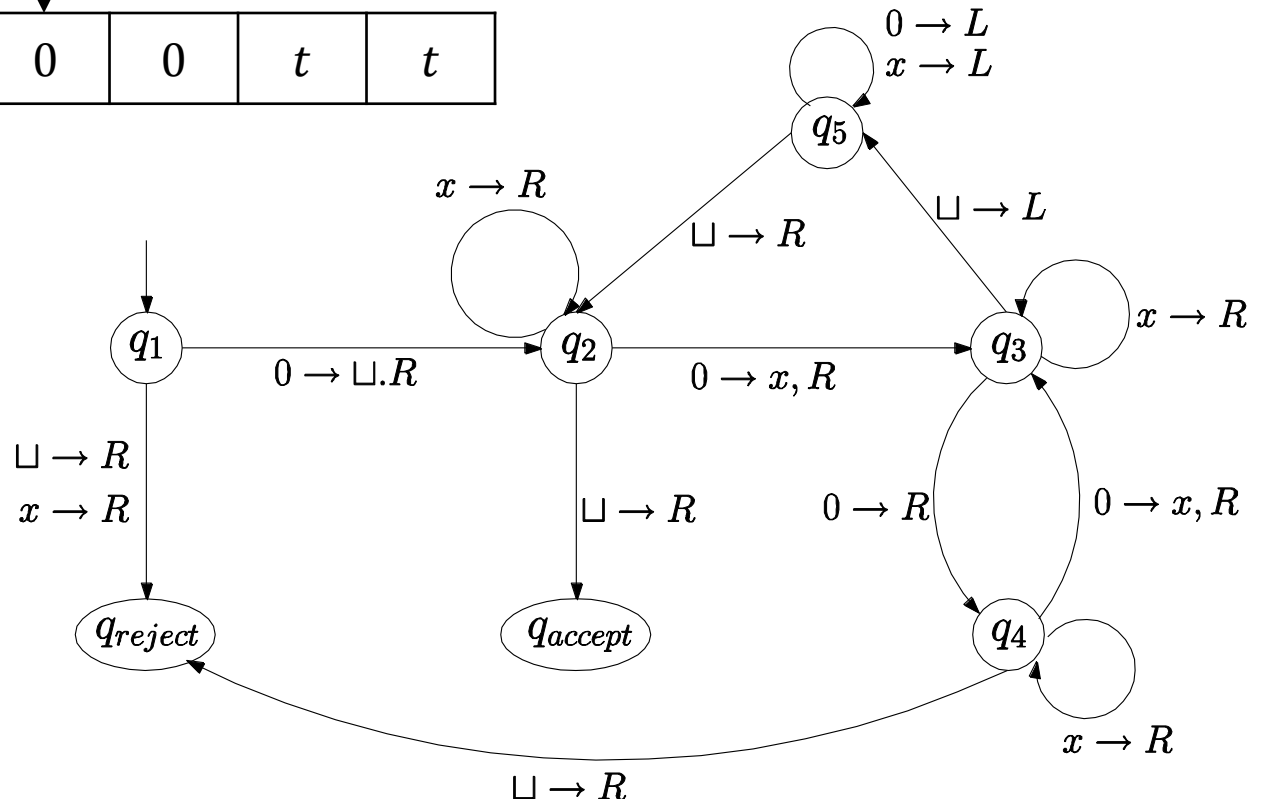 0 0 t t
0 → L
x → L
q5
x → R
⊔ → R
⊔ → L
x → R
q1
0 → ⊔.R
q2
0 → x, R
q3
⊔ → R
x → R
⊔ → R
0 → R
0 → x, R
qreject
qaccept
q4
x → R
⊔ → R